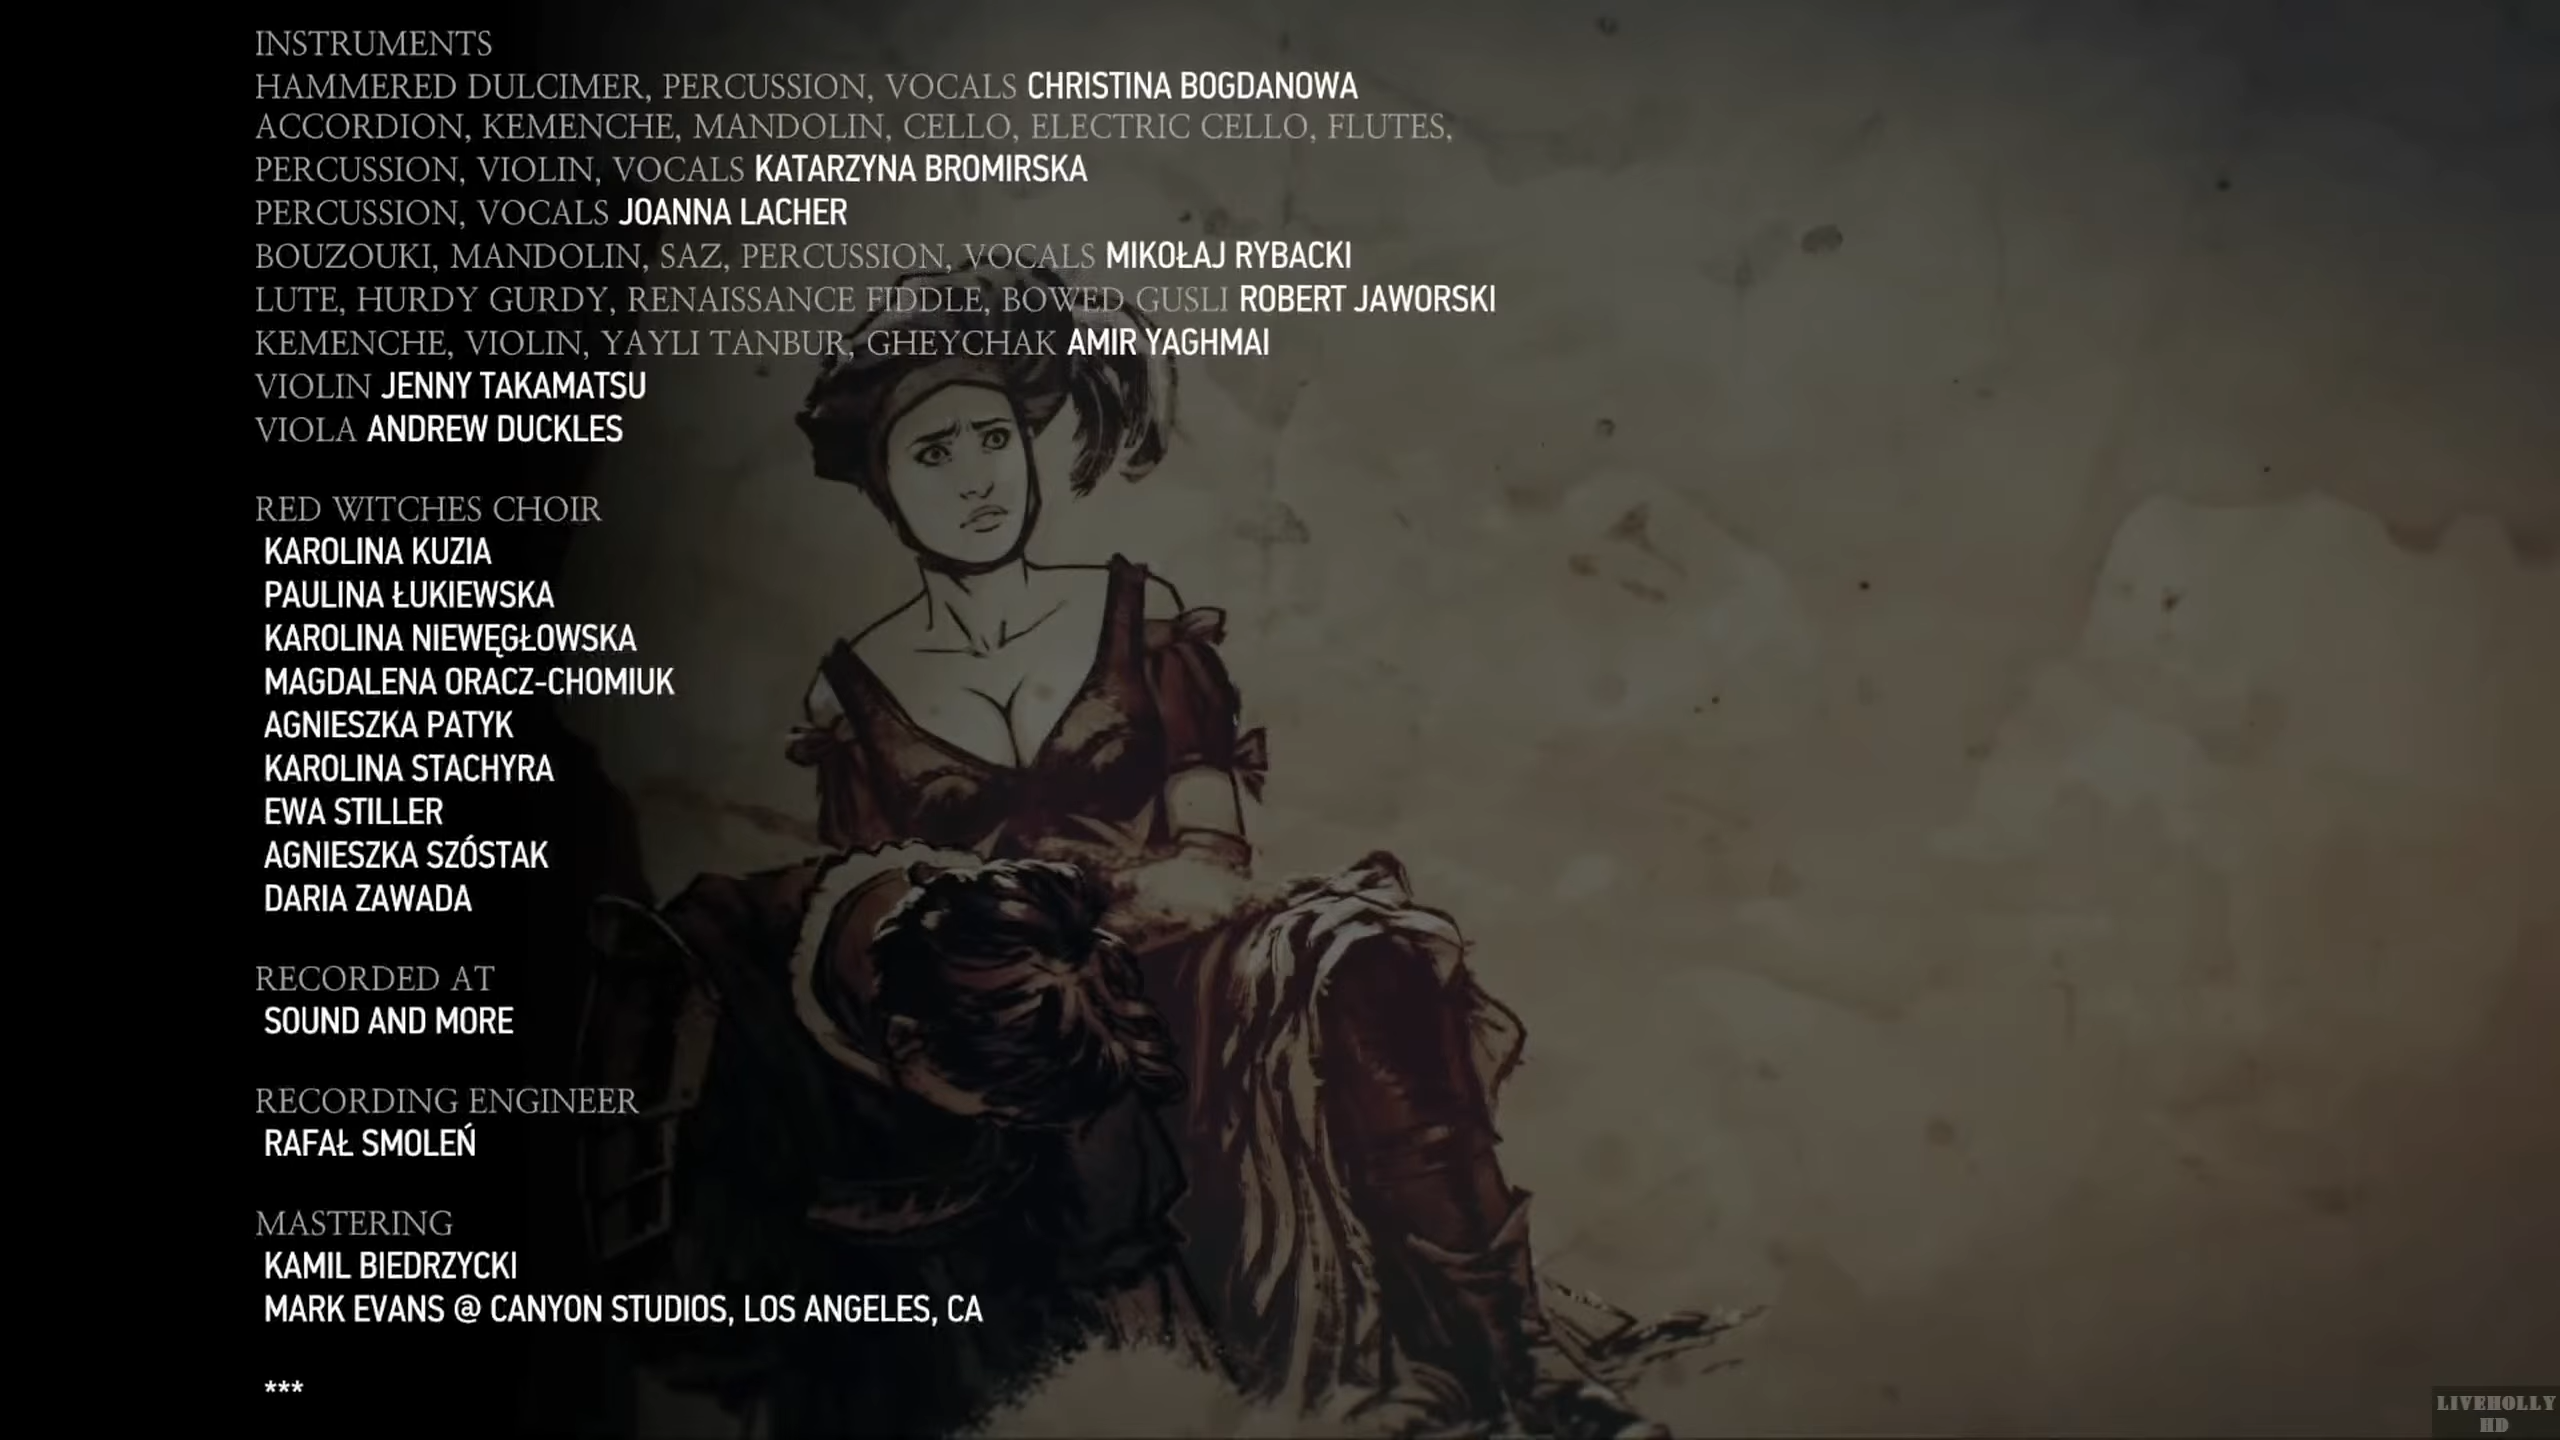 INSTRUMENTS
HAMMERED DULCIMER, PERCUSSION, VOCALS CHRISTINA BOGDANOWA
ACCORDION, KEMENCHE, MANDOLIN, CELLO, ELECTRIC CELLO, FLUTES,
PERCUSSION, VIOLIN, VOCALS KATARZYNA BROMIRSKA
PERCUSSION, VOCALS JOANNA LACHER
BOUZOUKI, MANDOLIN, SAZ, PERCUSSION, VOCALS MIKOŁAJ RYBACKI
LUTE, HURDY GURDY, RENAISSANCE FIDDLE, BOWED GUSLI ROBERT JAWORSKI
KEMENCHE, VIOLIN, YAYLI TANBUR, GHEYCHAK AMIR YAGHMAI
VIOLIN JENNY TAKAMATSU
VIOLA ANDREW DUCKLES
RED WITCHES CHOIR
KAROLINA KUZIA
PAULINA ŁUKIEWSKA
KAROLINA NIEWĘGŁOWSKA
MAGDALENA ORACZ-CHOMIUK
AGNIESZKA PATYK
KAROLINA STACHYRA
EWA STILLER
AGNIESZKA SZÓSTAK
DARIA ZAWADA
RECORDED AT
SOUND AND MORE
RECORDING ENGINEER
RAFAŁ SMOLEŃ
MASTERING
KAMIL BIEDRZYCKI
MARK EVANS @ CANYON STUDIOS, LOS ANGELES, CA
***
LIVEHOLLY
HD